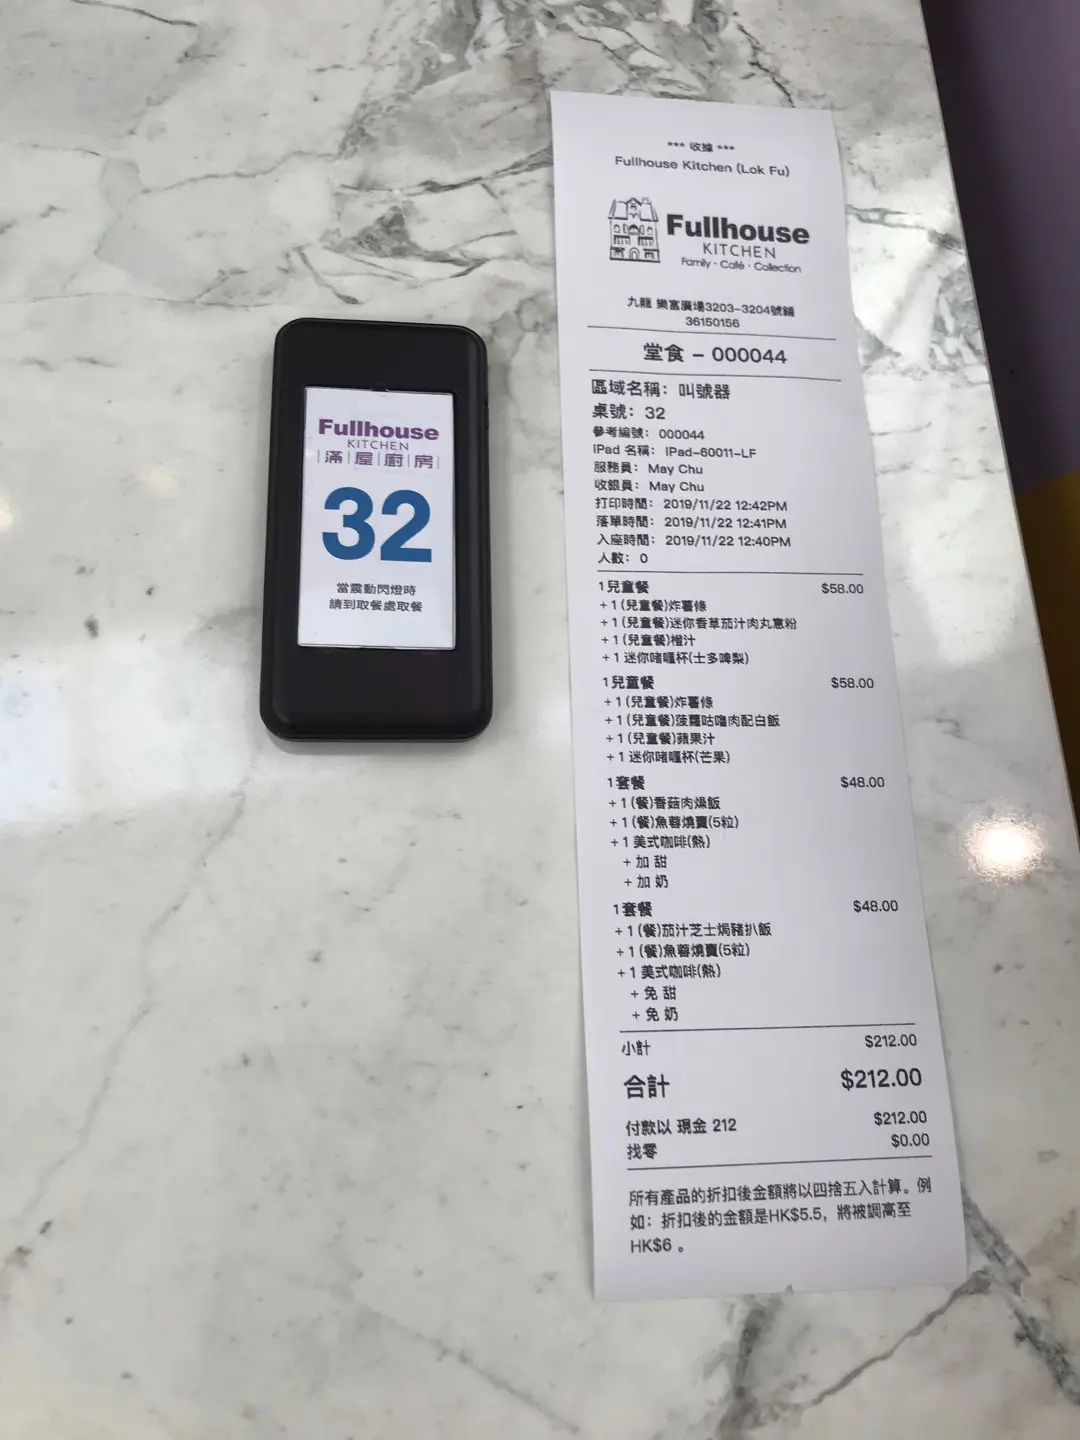 Fullhouse
KITCHEN
滿屋廚房
32
當震動閃燈時
請到取餐處取餐
*** 收據 ***
Fullhouse Kitchen (Lok Fu)
Fullhouse
KITCHEN
Family · Café · Collection
九龍 樂富廣場3203-3204號舖
36150156
堂食 - 000044
區域名稱： 叫號器
桌號： 32
參考編號： 000044
iPad 名稱： iPad-60011-LF
服務員： May Chu
收銀員： May Chu
打印時間： 2019/11/22 12:42PM
落單時間： 2019/11/22 12:41PM
入座時間： 2019/11/22 12:40PM
人數： 0
1 兒童餐 $58.00
+ 1 (兒童餐)炸薯條
+ 1 (兒童餐)迷你香草茄汁肉丸意粉
+ 1 (兒童餐)橙汁
+ 1 迷你啫喱杯(士多啤梨)
1 兒童餐 $58.00
+ 1 (兒童餐)炸薯條
+ 1 (兒童餐)菠蘿咕嚕肉配白飯
+ 1 (兒童餐)蘋果汁
+ 1 迷你啫喱杯(芒果)
1 套餐 $48.00
+ 1 (餐)香菇肉燥飯
+ 1 (餐)魚蓉燒賣(5粒)
+ 1 美式咖啡(熱)
+ 加 甜
+ 加 奶
1 套餐 $48.00
+ 1 (餐)茄汁芝士焗豬扒飯
+ 1 (餐)魚蓉燒賣(5粒)
+ 1 美式咖啡(熱)
+ 免 甜
+ 免 奶
小計 $212.00
合計 $212.00
付款以 現金 212 $212.00
找零 $0.00
所有產品的折扣後金額將以四捨五入計算。例
如：折扣後的金額是HK$5.5，將被調高至
HK$6 。